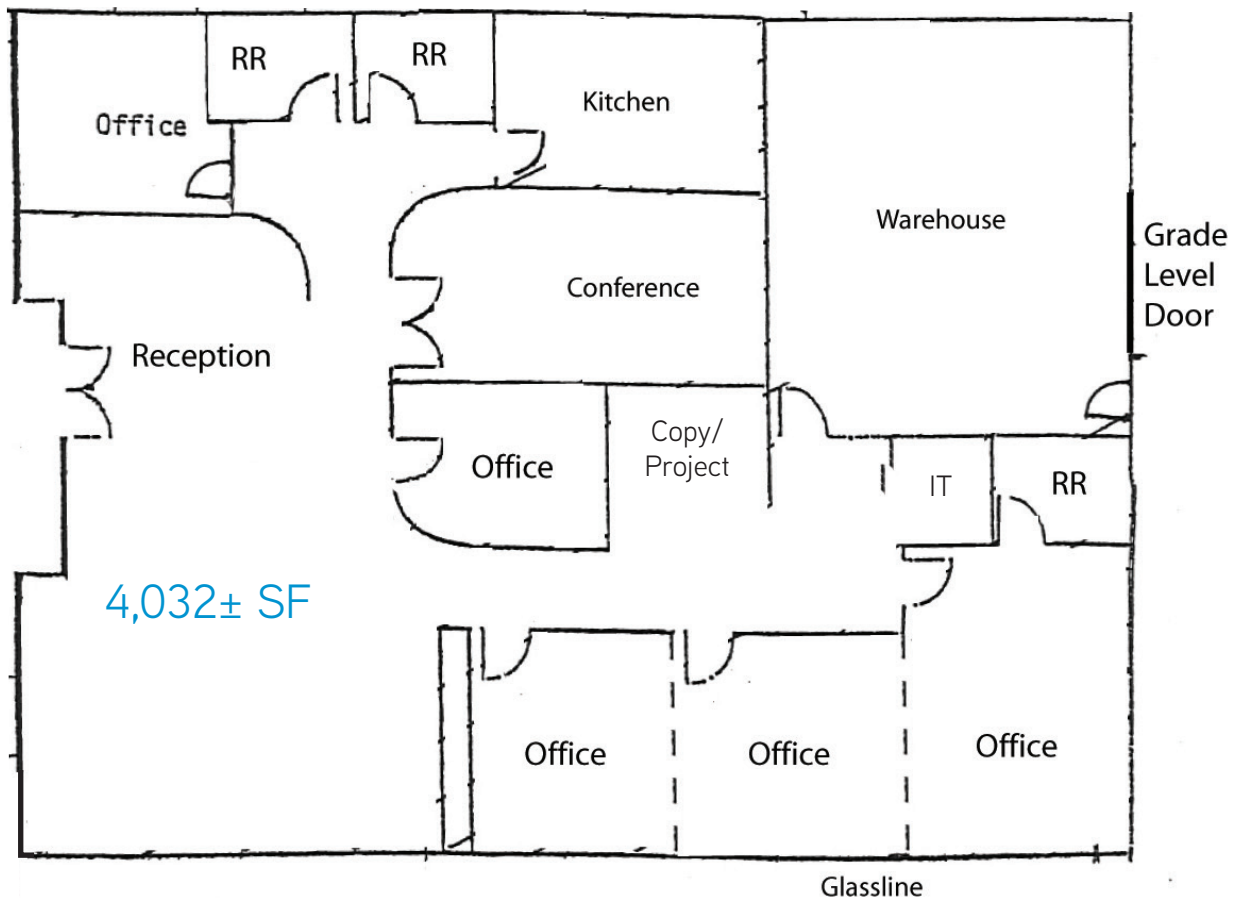 RR
RR
Kitchen
Office
Warehouse
Grade
Level
Door
Conference
Reception
Copy/
Project
Office
IT
RR
4,032± SF
Office
Office
Office
Glassline